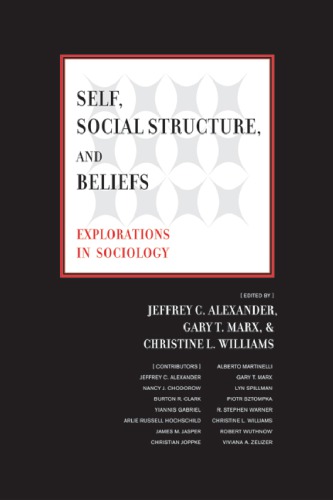 SELF,
SOCIAL STRUCTURE,
AND
BELIEFS
EXPLORATIONS
IN SOCIOLOGY
[ EDITED BY ]
JEFFREY C. ALEXANDER,
GARY T. MARX, &
CHRISTINE L. WILLIAMS
[ CONTRIBUTORS ]
JEFFREY C. ALEXANDER
NANCY J. CHODOROW
BURTON R. CLARK
YIANNIS GABRIEL
ARLIE RUSSELL HOCHSCHILD
JAMES M. JASPER
CHRISTIAN JOPPKE
ALBERTO MARTINELLI
GARY T. MARX
LYN SPILLMAN
PIOTR SZTOMPKA
R. STEPHEN WARNER
CHRISTINE L. WILLIAMS
ROBERT WUTHNOW
VIVIANA A. ZELIZER